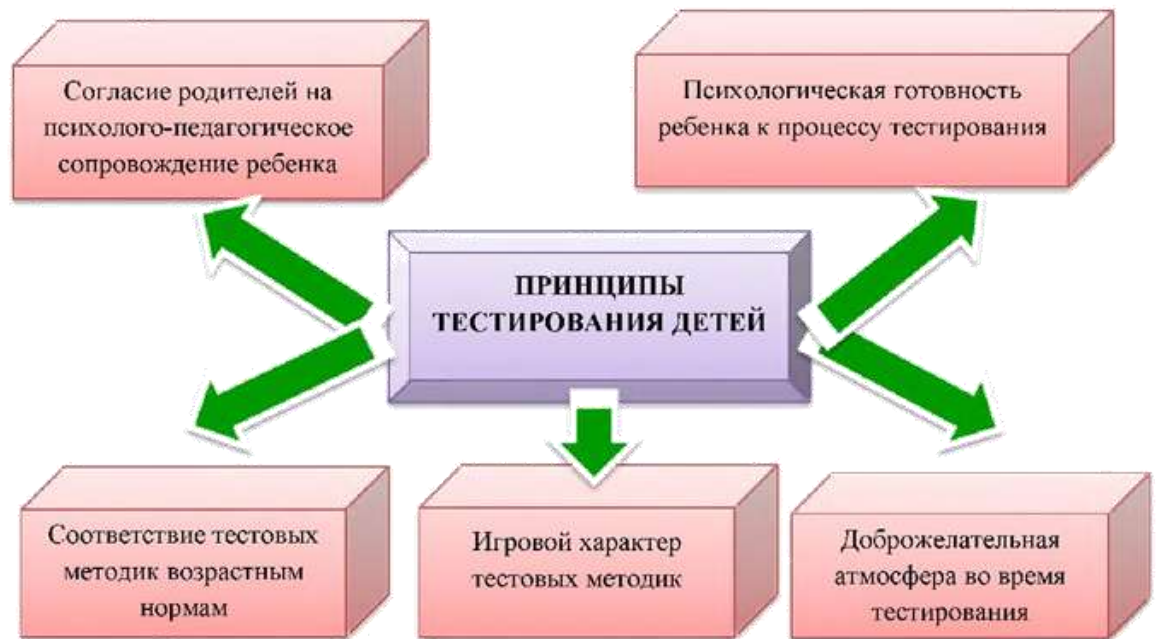 Согласие родителей на
психолого-педагогическое
сопровождение ребенка
Психологическая готовность
ребенка к процессу тестирования
ПРИНЦИПЫ
ТЕСТИРОВАНИЯ ДЕТЕЙ
Соответствие тестовых
методик возрастным
нормам
Игровой характер
тестовых методик
Доброжелательная
атмосфера во время
тестирования